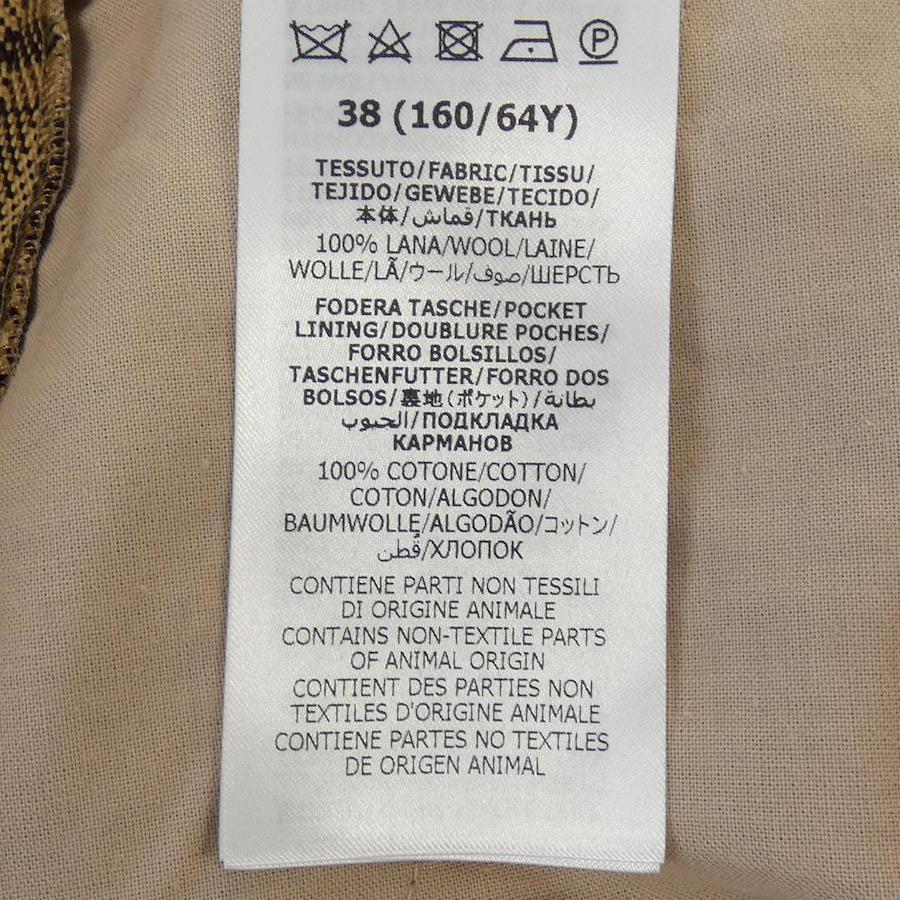 P
38 (160/64Y)
TESSUTO/FABRIC/TISSU/
TEJIDO/GEWEBE/TECIDO/
本体/قماش/ТКАНЬ
100% LANA/WOOL/LAINE/
WOLLE/LÃ/ウール/صوف/ШЕРСТЬ
FODERA TASCHE/POCKET
LINING/DOUBLURE POCHES/
FORRO BOLSILLOS/
TASCHENFUTTER/FORRO DOS
BOLSOS/裏地(ポケット)/بطانة
الجيوب/ПОДКЛАДКА
КАРМАНОВ
100% COTONE/COTTON/
COTON/ALGODON/
BAUMWOLLE/ALGODÃO/コットン/
قُطن/ХЛОПОК
CONTIENE PARTI NON TESSILI
DI ORIGINE ANIMALE
CONTAINS NON-TEXTILE PARTS
OF ANIMAL ORIGIN
CONTIENT DES PARTIES NON
TEXTILES D'ORIGINE ANIMALE
CONTIENE PARTES NO TEXTILES
DE ORIGEN ANIMAL